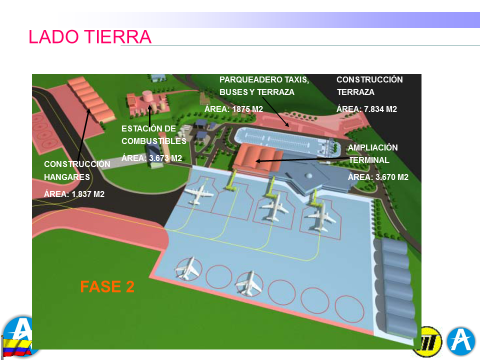 LADO TIERRA
PARQUEADERO TAXIS,
BUSES Y TERRAZA
ÁREA: 1875 M2
CONSTRUCCIÓN
TERRAZA
ÁREA: 7.834 M2
ESTACIÓN DE
COMBUSTIBLES
ÁREA: 3.673 M2
AMPLIACIÓN
TERMINAL
ÁREA: 3.670 M2
CONSTRUCCIÓN
HANGARES
ÁREA: 1.837 M2
FASE 2